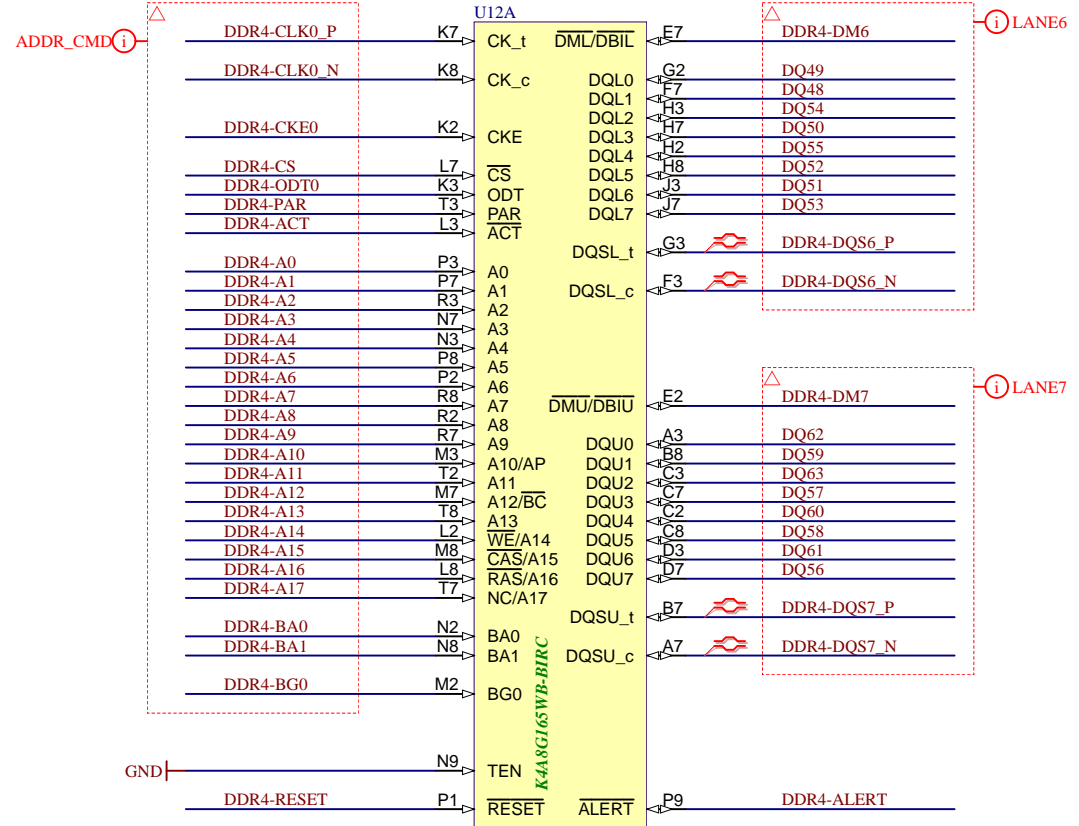 U12A
ADDR_CMD i
i LANE6
DDR4-CLK0_P K7 CK_t DML/DBIL E7 DDR4-DM6
DDR4-CLK0_N K8 CK_c DQL0 G2 DQ49
DQL1 F7 DQ48
DQL2 H3 DQ54
DDR4-CKE0 K2 CKE DQL3 H7 DQ50
DQL4 H2 DQ55
DDR4-CS L7 CS DQL5 H8 DQ52
DDR4-ODT0 K3 ODT DQL6 J3 DQ51
DDR4-PAR T3 PAR DQL7 J7 DQ53
DDR4-ACT L3 ACT
DQSL_t G3 DDR4-DQS6_P
DDR4-A0 P3 A0
DDR4-A1 P7 A1 DQSL_c F3 DDR4-DQS6_N
DDR4-A2 R3 A2
DDR4-A3 N7 A3
DDR4-A4 N3 A4
DDR4-A5 P8 A5
DDR4-A6 P2 A6
i LANE7
DDR4-A7 R8 A7 DMU/DBIU E2 DDR4-DM7
DDR4-A8 R2 A8
DDR4-A9 R7 A9 DQU0 A3 DQ62
DDR4-A10 M3 A10/AP DQU1 B8 DQ59
DDR4-A11 T2 A11 DQU2 C3 DQ63
DDR4-A12 M7 A12/BC DQU3 C7 DQ57
DDR4-A13 T8 A13 DQU4 C2 DQ60
DDR4-A14 L2 WE/A14 DQU5 C8 DQ58
DDR4-A15 M8 CAS/A15 DQU6 D3 DQ61
DDR4-A16 L8 RAS/A16 DQU7 D7 DQ56
DDR4-A17 T7 NC/A17
DQSU_t B7 DDR4-DQS7_P
DDR4-BA0 N2 BA0
DDR4-BA1 N8 BA1 DQSU_c A7 DDR4-DQS7_N
DDR4-BG0 M2 BG0
K4A8G165WB-BIRC
GND N9 TEN
DDR4-RESET P1 RESET ALERT P9 DDR4-ALERT